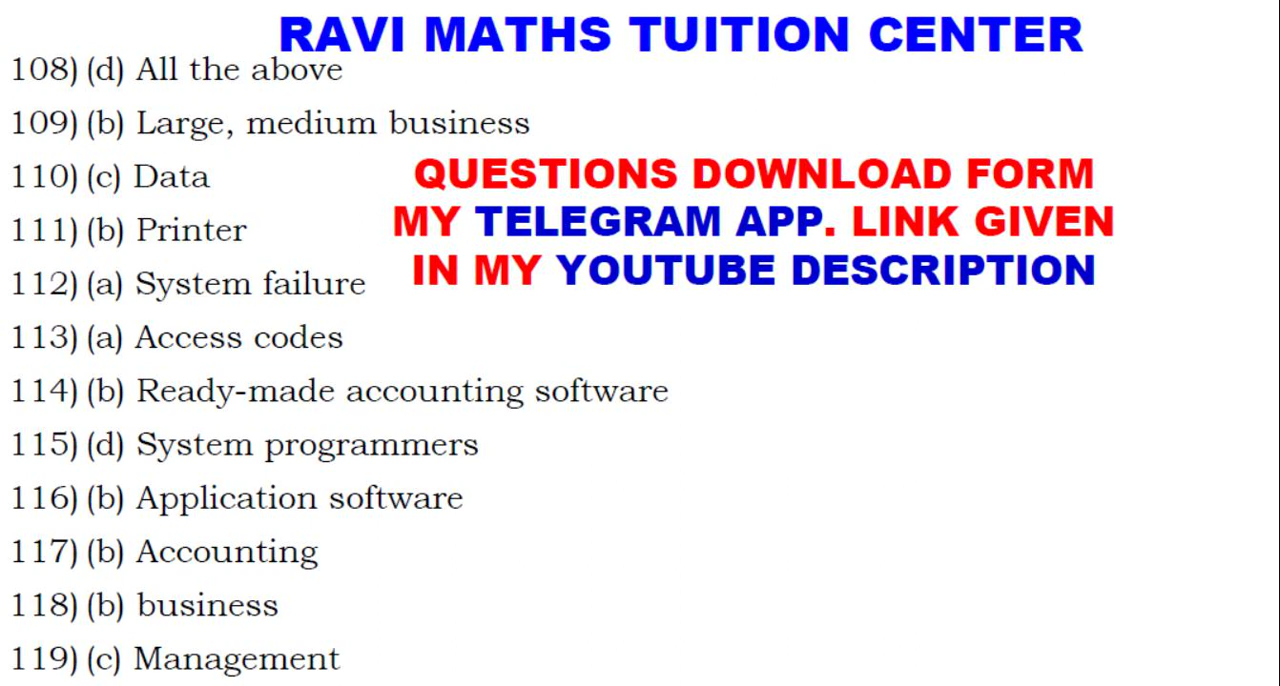 RAVI MATHS TUITION CENTER
108) (d) All the above
109) (b) Large, medium business
110) (c) Data
QUESTIONS DOWNLOAD FORM
MY TELEGRAM APP. LINK GIVEN
IN MY YOUTUBE DESCRIPTION
111) (b) Printer
112) (a) System failure
113) (a) Access codes
114) (b) Ready-made accounting software
115) (d) System programmers
116) (b) Application software
117) (b) Accounting
118) (b) business
119) (c) Management